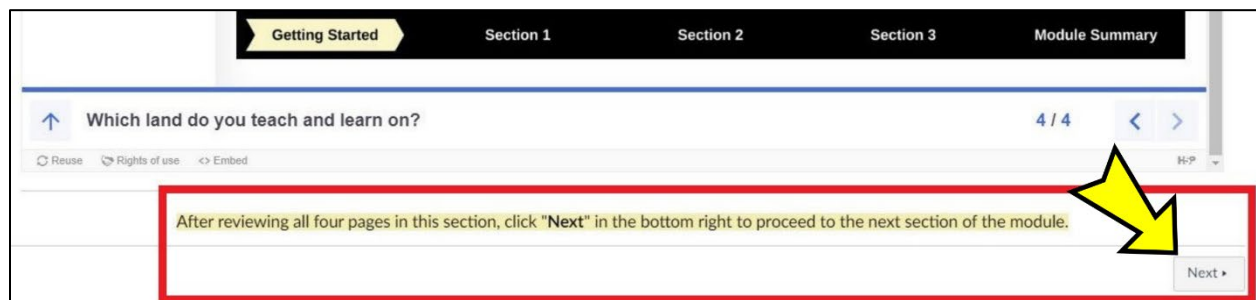 Getting Started Section 1 Section 2 Section 3 Module Summary
Which land do you teach and learn on? 4 / 4
Reuse Rights of use <> Embed H-P
After reviewing all four pages in this section, click "Next" in the bottom right to proceed to the next section of the module.
Next